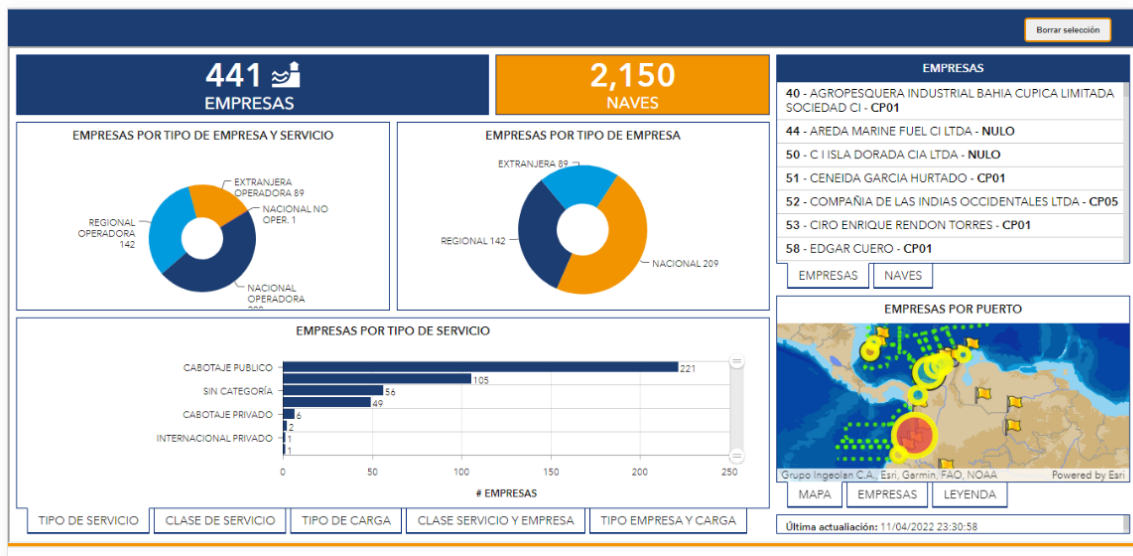 Borrar selección
441
EMPRESAS
2,150
NAVES
EMPRESAS POR TIPO DE EMPRESA Y SERVICIO
EXTRANJERA
OPERADORA 89
NACIONAL NO
OPER. 1
REGIONAL
OPERADORA
142
NACIONAL
OPERADORA
EMPRESAS POR TIPO DE EMPRESA
EXTRANJERA 89
REGIONAL 142
NACIONAL 209
EMPRESAS
40 - AGROPESQUERA INDUSTRIAL BAHIA CUPICA LIMITADA
SOCIEDAD CI - CP01
44 - AREDA MARINE FUEL CI LTDA - NULO
50 - C I ISLA DORADA CIA LTDA - NULO
51 - CENEIDA GARCIA HURTADO - CP01
52 - COMPAÑIA DE LAS INDIAS OCCIDENTALES LTDA - CP05
53 - CIRO ENRIQUE RENDON TORRES - CP01
58 - EDGAR CUERO - CP01
EMPRESAS NAVES
EMPRESAS POR TIPO DE SERVICIO
CABOTAJE PUBLICO 221
105
SIN CATEGORÍA 56
49
CABOTAJE PRIVADO 6
2
INTERNACIONAL PRIVADO 1
1
0 50 100 150 200 250
# EMPRESAS
TIPO DE SERVICIO CLASE DE SERVICIO TIPO DE CARGA CLASE SERVICIO Y EMPRESA TIPO EMPRESA Y CARGA
EMPRESAS POR PUERTO
Grupo Ingeolan C.A., Esri, Garmin, FAO, NOAA Powered by Esri
MAPA EMPRESAS LEYENDA
Última actualiación: 11/04/2022 23:30:58